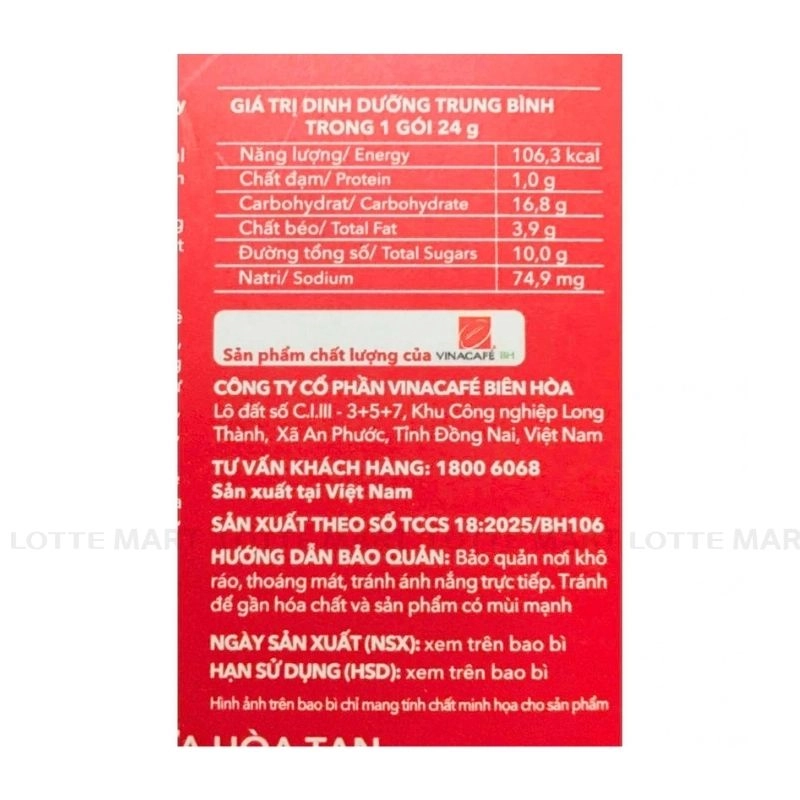 GIÁ TRỊ DINH DƯỠNG TRUNG BÌNH
TRONG 1 GÓI 24 g
Năng lượng/ Energy 106,3 kcal
Chất đạm/ Protein 1,0 g
Carbohydrat/ Carbohydrate 16,8 g
Chất béo/ Total Fat 3,9 g
Đường tổng số/ Total Sugars 10,0 g
Natri/ Sodium 74,9 mg
Sản phẩm chất lượng của VINACAFÉ BH
CÔNG TY CỔ PHẦN VINACAFÉ BIÊN HÒA
Lô đất số C.I.III - 3+5+7, Khu Công nghiệp Long
Thành, Xã An Phước, Tỉnh Đồng Nai, Việt Nam
TƯ VẤN KHÁCH HÀNG: 1800 6068
Sản xuất tại Việt Nam
SẢN XUẤT THEO SỐ TCCS 18:2025/BH106
LOTTE MART LOTTE MART
HƯỚNG DẪN BẢO QUẢN: Bảo quản nơi khô
ráo, thoáng mát, tránh ánh nắng trực tiếp. Tránh
để gần hóa chất và sản phẩm có mùi mạnh
NGÀY SẢN XUẤT (NSX): xem trên bao bì
HẠN SỬ DỤNG (HSD): xem trên bao bì
Hình ảnh trên bao bì chỉ mang tính chất minh họa cho sản phẩm
HÒA TAN